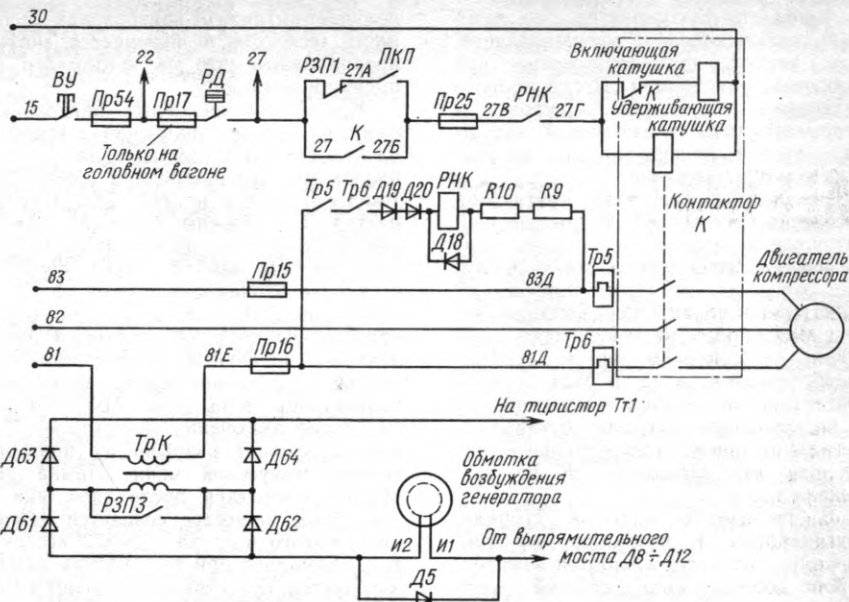 30
ВУ
22
РД
27
РЗП1
27А
ПКП
Включающая
катушка
15
Пр54
Пр17
Пр25
РНК
27В
27Г
К
Удерживающая
катушка
Только на
головном вагоне
27
К
27Б
Тр5
Тр6
Д19
Д20
РНК
R10
R9
Контактор
К
Д18
Тр5
Двигатель
компрессора
83
Пр15
83Д
82
81
81Е
Пр16
81Д
Тр6
На тиристор Тт1
ТрК
Д63
Д64
Обмотка
возбуждения
генератора
РЗП3
Д61
Д62
И2
И1
От выпрямительного
моста Д8÷Д12
Д5